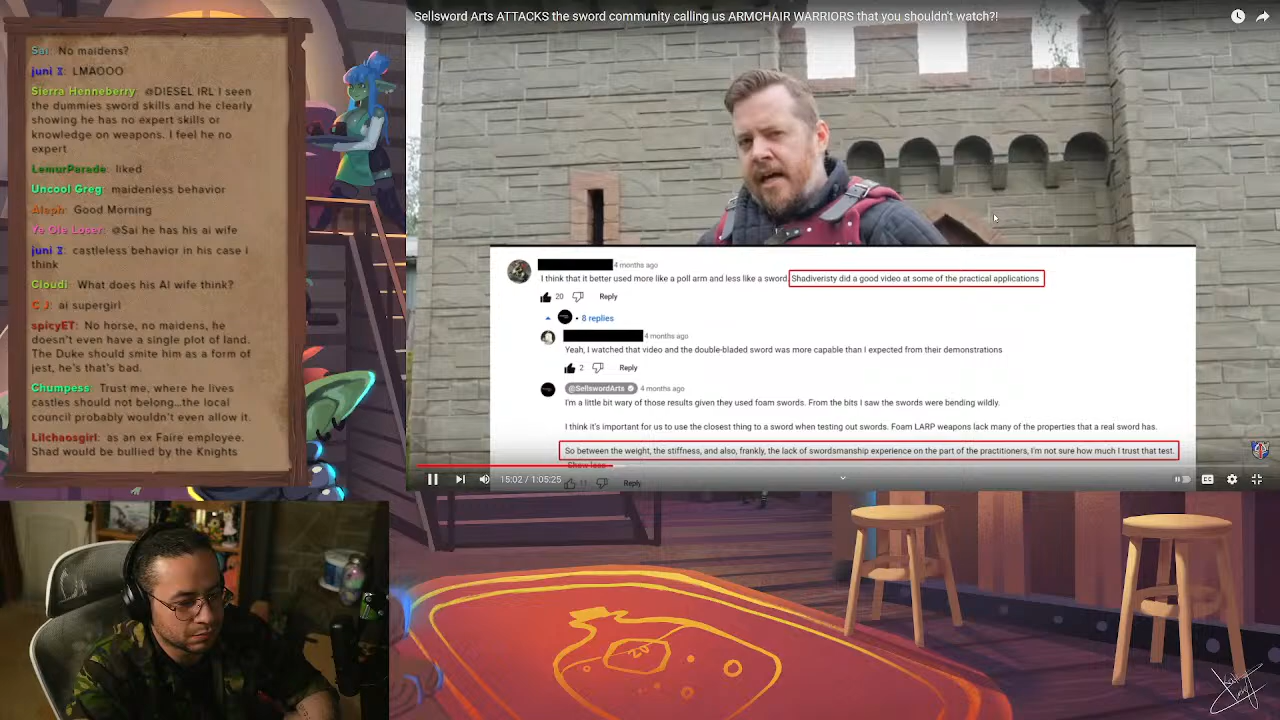 Sai: No maidens?
juni ♊: LMAOOO
Sierra Henneberry: @DIESEL IRL I seen
the dummies sword skills and he clearly
showing he has no expert skills or
knowledge on weapons. I feel he no
expert
LemurParade: liked
Uncool Greg: maidenless behavior
Aleph: Good Morning
Ye Ole Loser: @Sai he has his ai wife
juni ♊: castleless behavior in his case i
think
Cloudi: What does AI wife think?
C J: ai supergirl
spicyET: No horse, no maidens, he
doesn't even have a single plot of land.
The Duke should smite him as a form of
jest, he's that's bad.
Chumpess: Trust me, where he lives
castles should not belong...the local
council probably wouldn't even allow it.
Lilchaosgirl: as an ex Faire employee.
Shad would be bullied by the Knights
Sellsword Arts ATTACKS the sword community calling us ARMCHAIR WARRIORS that you shouldn't watch?!
4 months ago
I think that it better used more like a poll arm and less like a sword. Shadiveristy did a good video at some of the practical applications
20 Reply
8 replies
4 months ago
Yeah, I watched that video and the double-bladed sword was more capable than I expected from their demonstrations
2 Reply
@SellswordArts 4 months ago
I'm a little bit wary of those results given they used foam swords. From the bits I saw the swords were bending wildly.
I think it's important for us to use the closest thing to a sword when testing out swords. Foam LARP weapons lack many of the properties that a real sword has.
So between the weight, the stiffness, and also, frankly, the lack of swordsmanship experience on the part of the practitioners, I'm not sure how much I trust that test.
Show less
11 Reply
15:02 / 1:05:25
CC
20